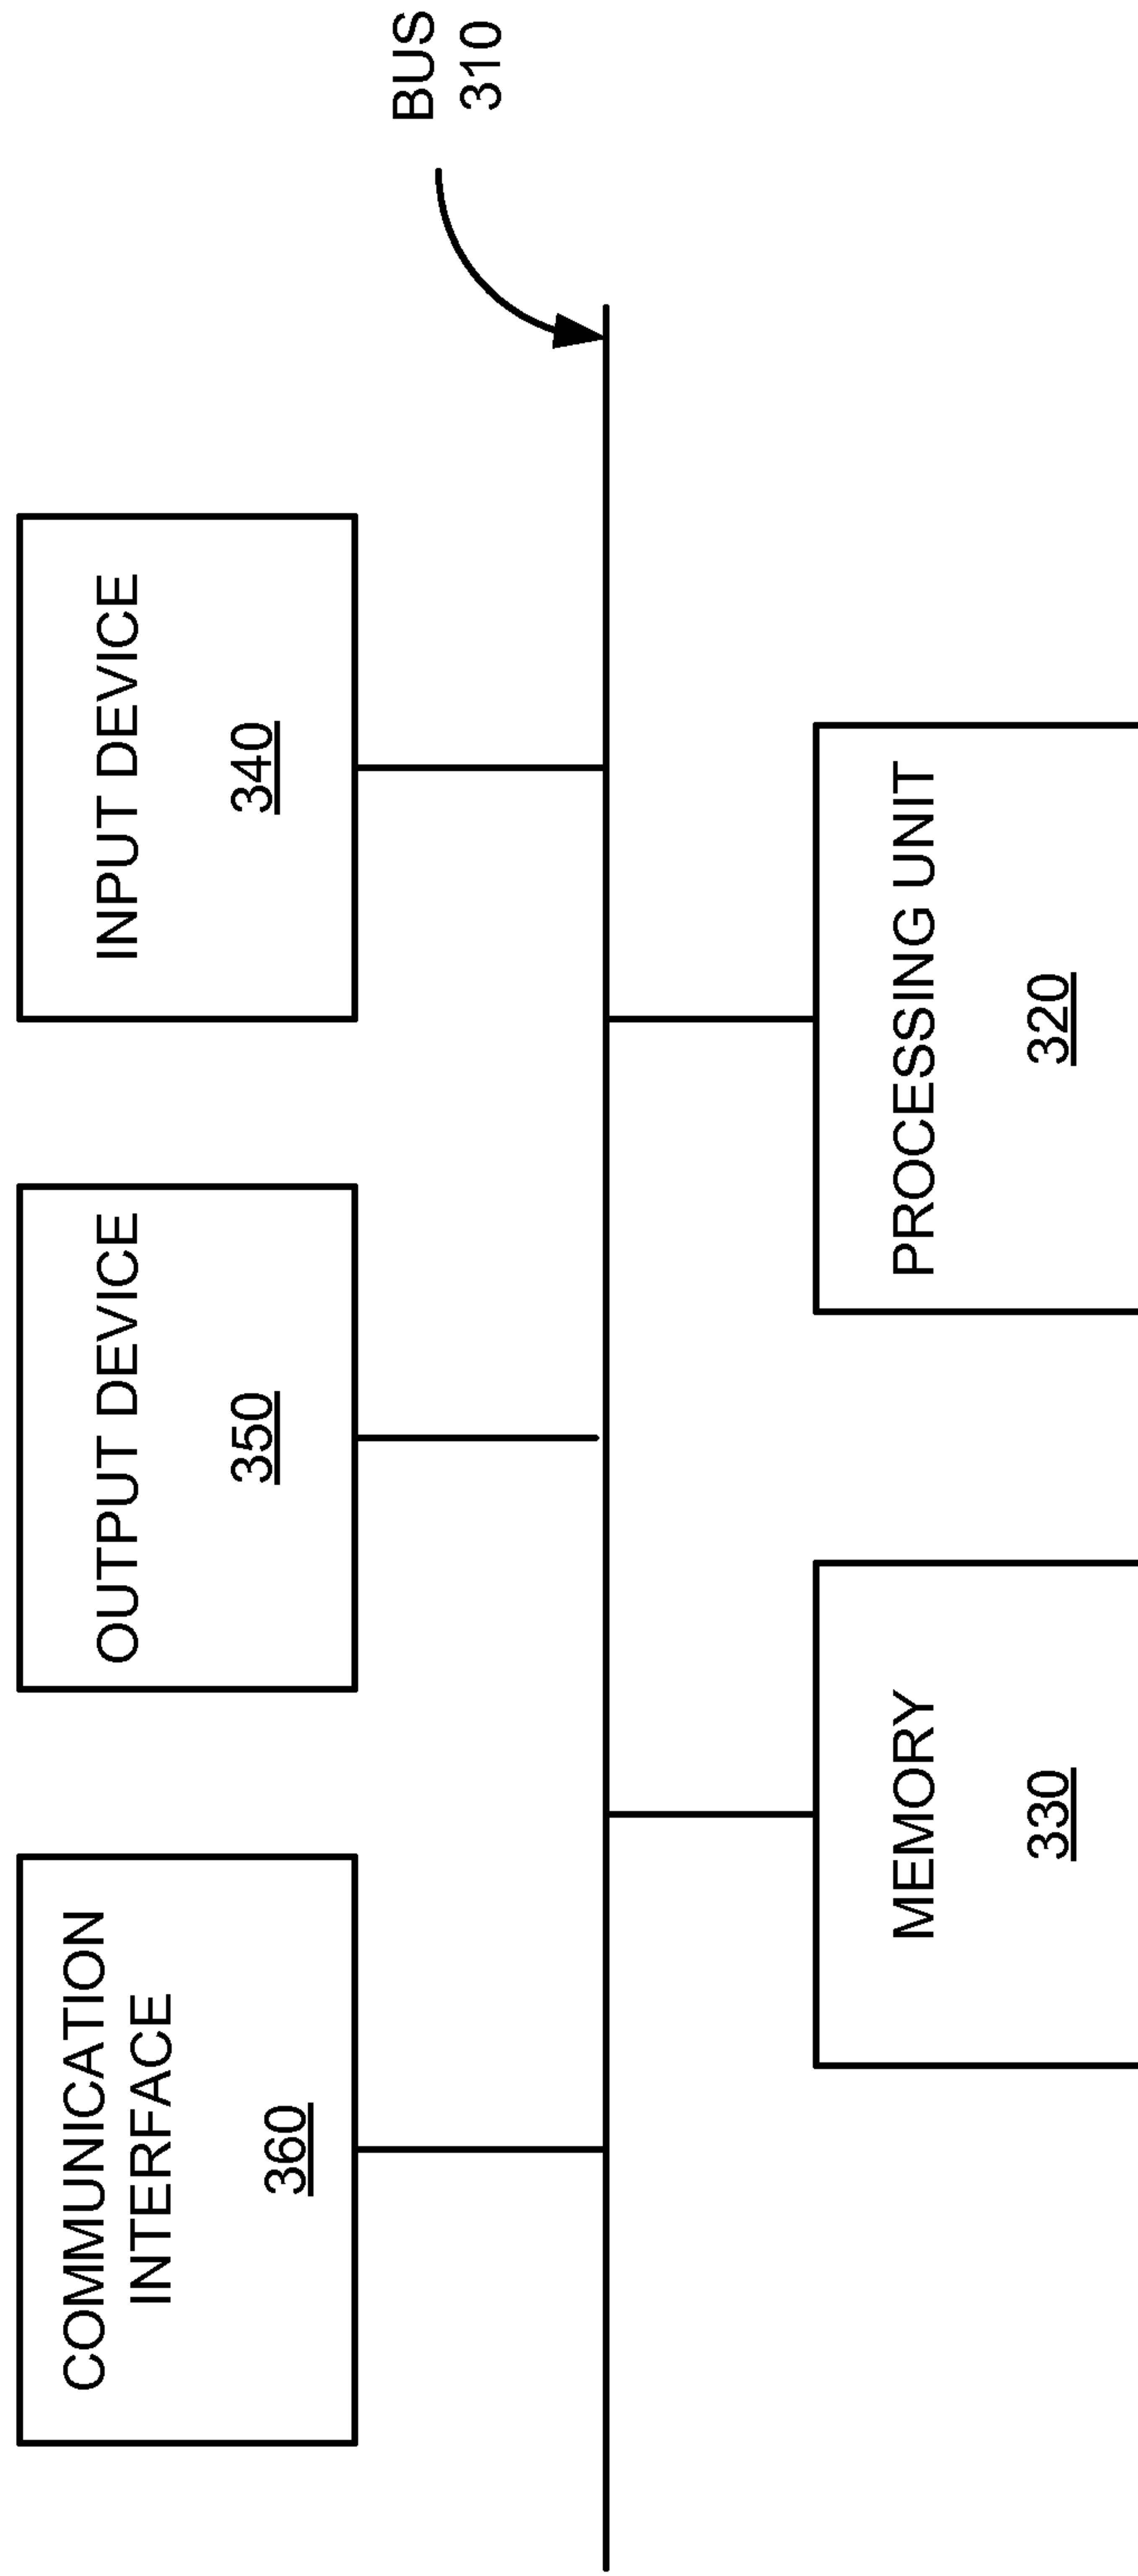 COMMUNICATION
INTERFACE
360
OUTPUT DEVICE
350
INPUT DEVICE
340
BUS
310
MEMORY
330
PROCESSING UNIT
320